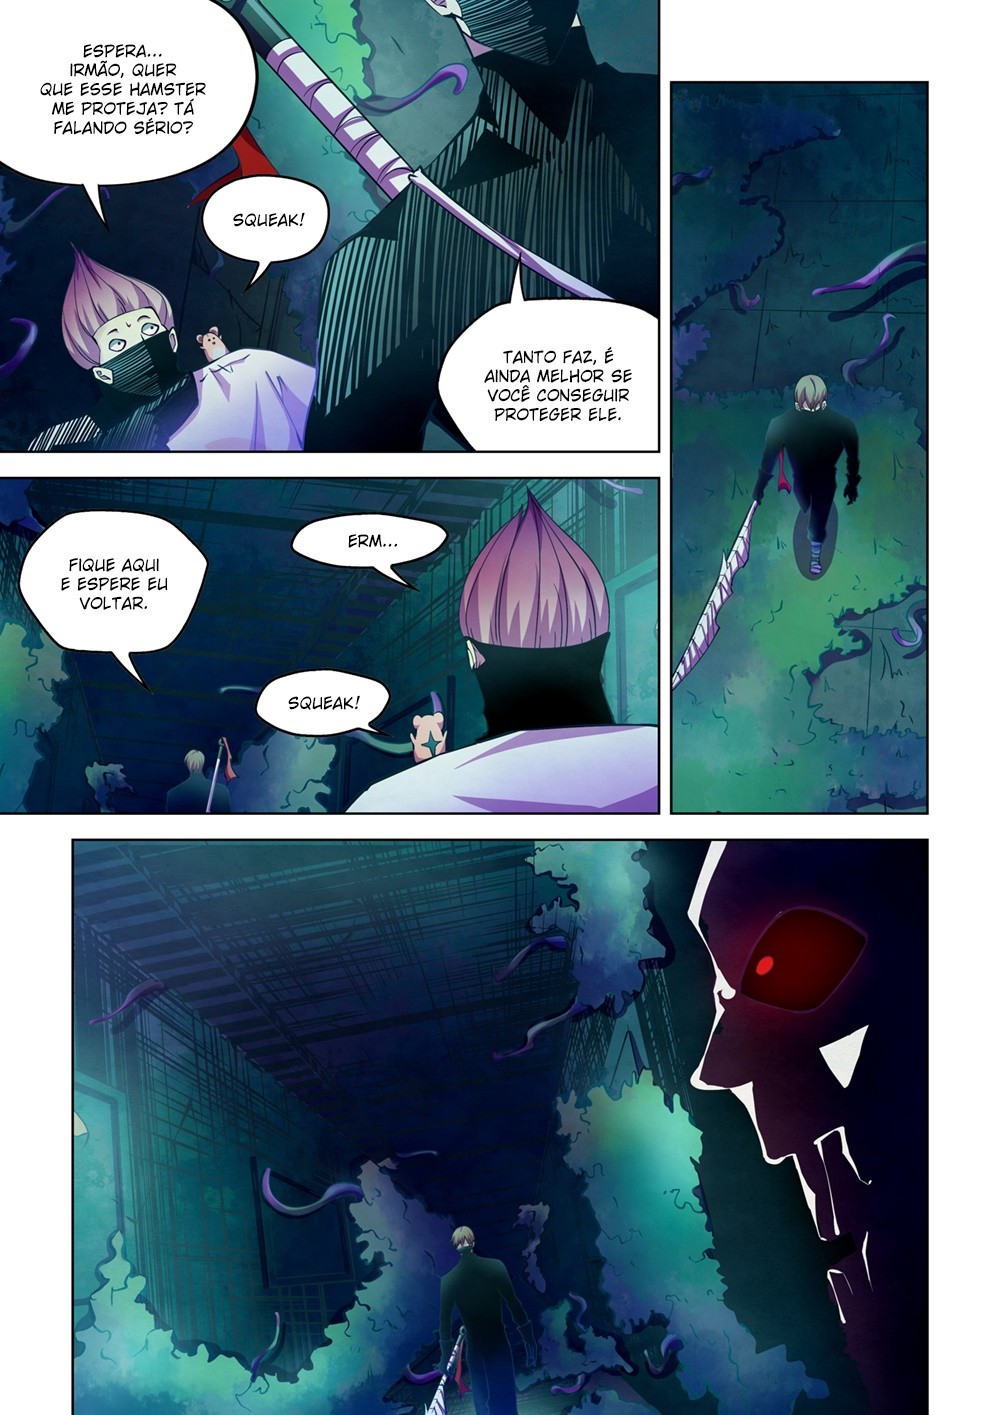 ESPERA...
IRMÃO, QUER
QUE ESSE HAMSTER
ME PROTEJA? TÁ
FALANDO SÉRIO?
SQUEAK!
TANTO FAZ, É
AINDA MELHOR SE
VOCÊ CONSEGUIR
PROTEGER ELE.
FIQUE AQUI
E ESPERE EU
VOLTAR.
ERM...
SQUEAK!